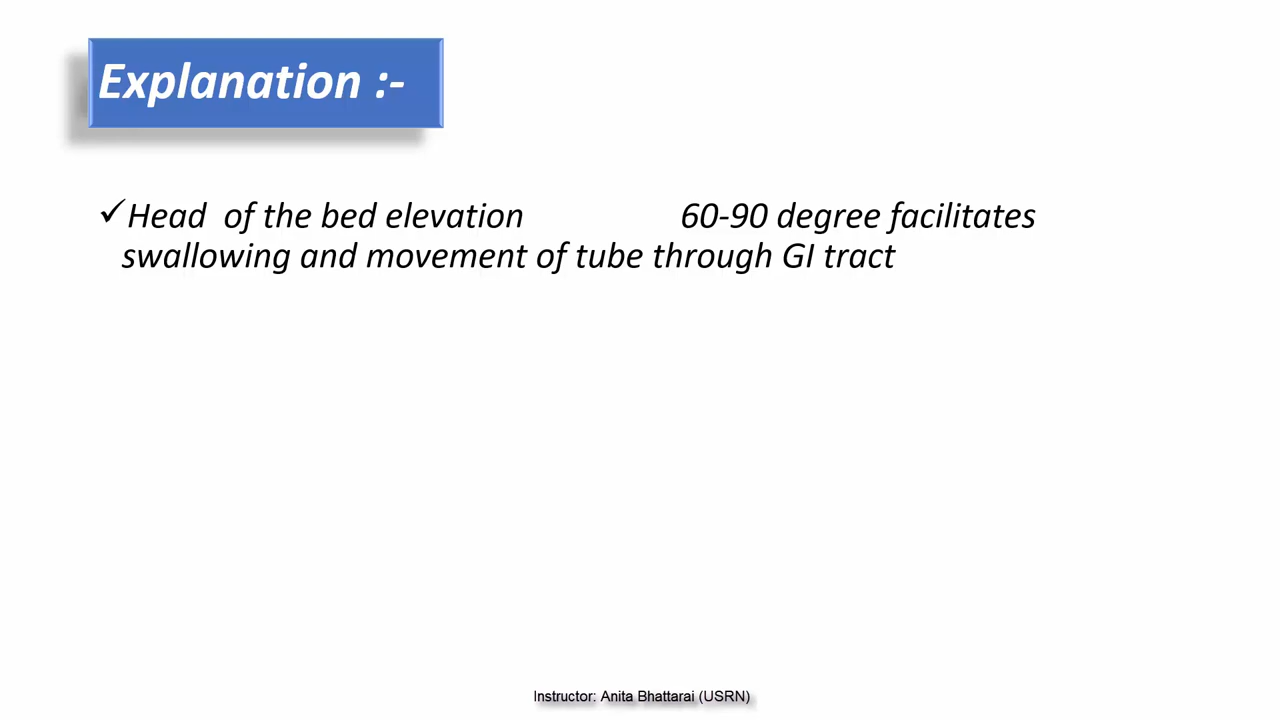 Explanation :-
✓Head of the bed elevation 60-90 degree facilitates
swallowing and movement of tube through GI tract
Instructor: Anita Bhattarai (USRN)